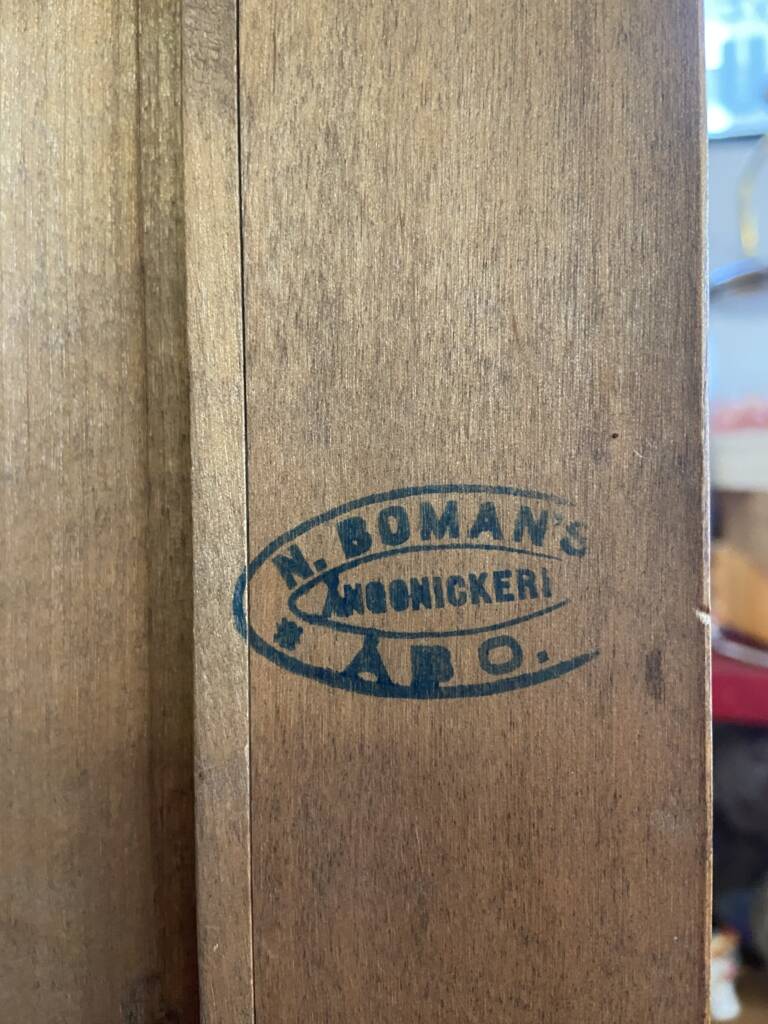 N. BOMAN'S
ÅNGSNICKERI
* ÅBO.